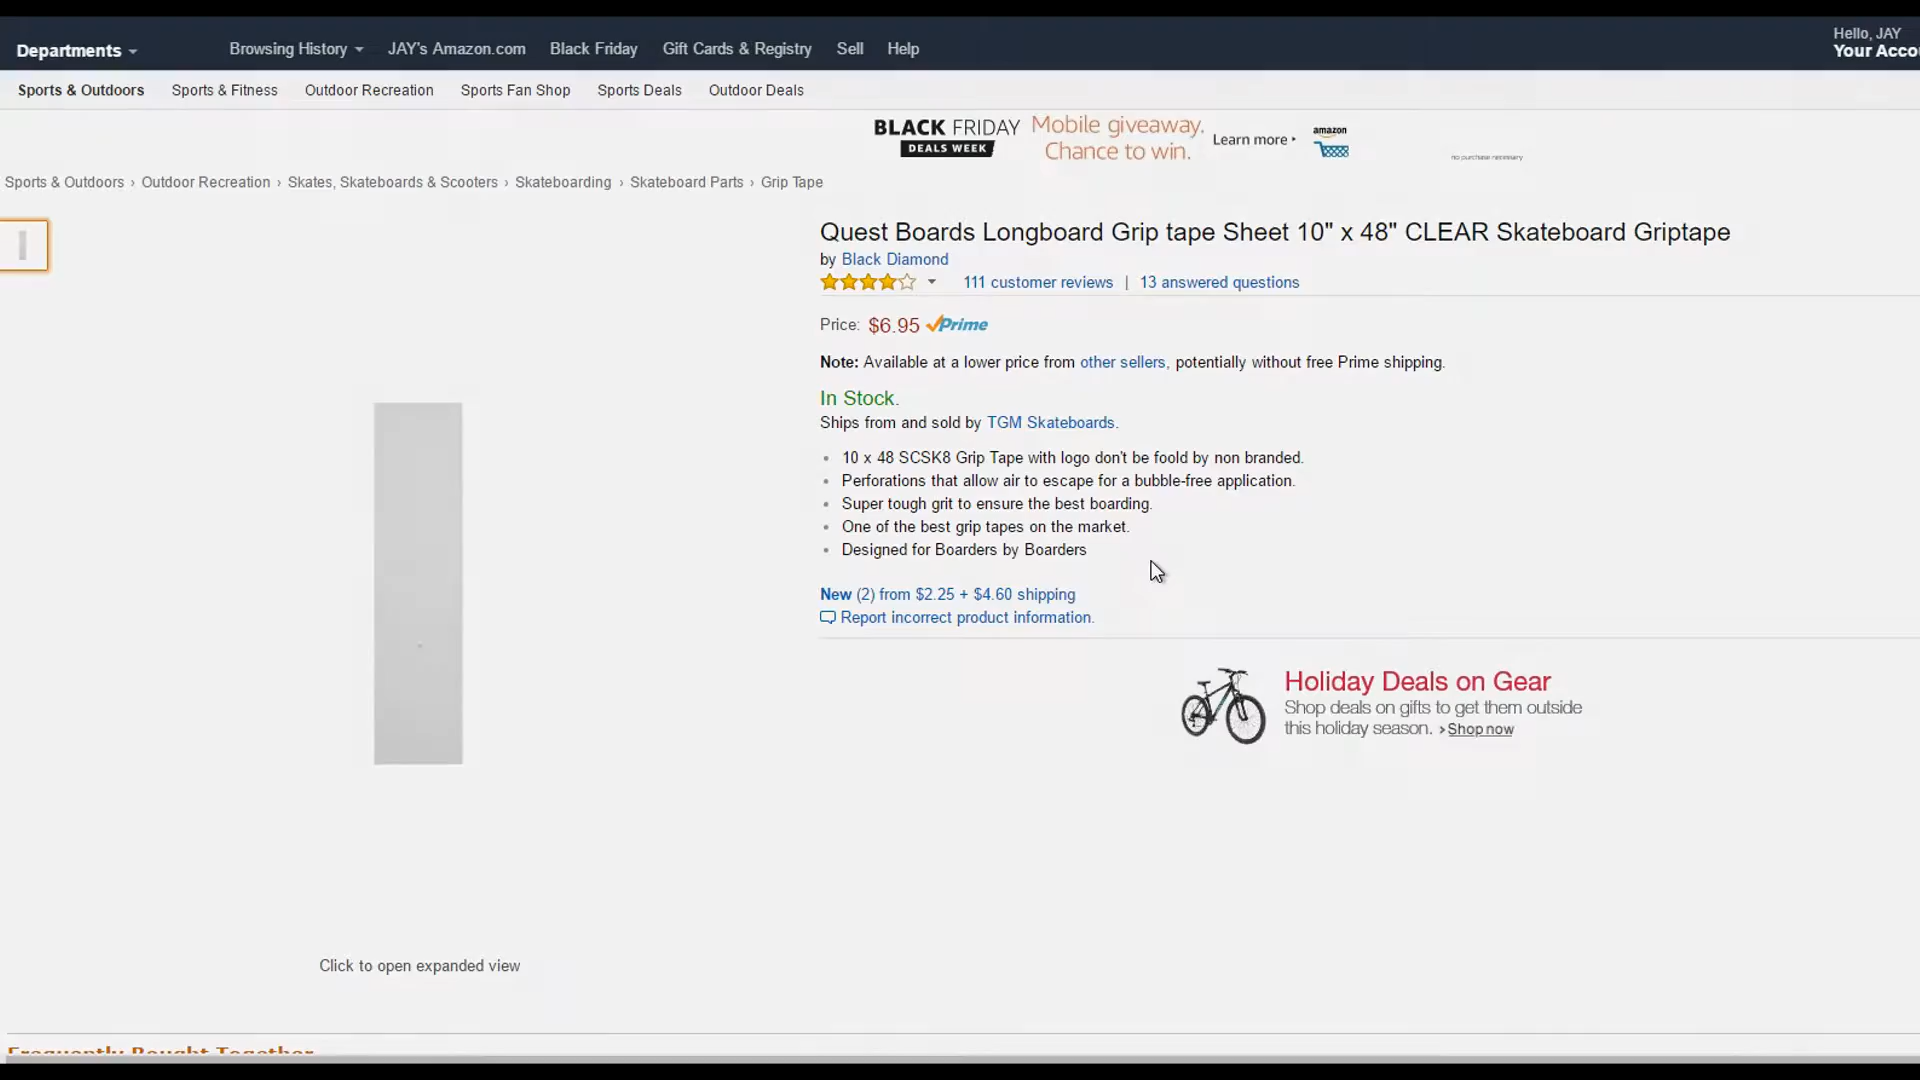 Departments
Browsing History
JAY's Amazon.com
Black Friday
Gift Cards & Registry
Sell
Help
Hello, JAY
Your Acco
Sports & Outdoors
Sports & Fitness
Outdoor Recreation
Sports Fan Shop
Sports Deals
Outdoor Deals
BLACK FRIDAY
DEALS WEEK
Mobile giveaway.
Chance to win.
Learn more
amazon
no purchase necessary
Sports & Outdoors › Outdoor Recreation › Skates, Skateboards & Scooters › Skateboarding › Skateboard Parts › Grip Tape
Quest Boards Longboard Grip tape Sheet 10" x 48" CLEAR Skateboard Griptape
by Black Diamond
111 customer reviews | 13 answered questions
Price: $6.95 Prime
Note: Available at a lower price from other sellers, potentially without free Prime shipping.
In Stock.
Ships from and sold by TGM Skateboards.
• 10 x 48 SCSK8 Grip Tape with logo don't be foold by non branded.
• Perforations that allow air to escape for a bubble-free application.
• Super tough grit to ensure the best boarding.
• One of the best grip tapes on the market.
• Designed for Boarders by Boarders
New (2) from $2.25 + $4.60 shipping
Report incorrect product information.
Holiday Deals on Gear
Shop deals on gifts to get them outside
this holiday season. › Shop now
Click to open expanded view
Frequently Bought Together